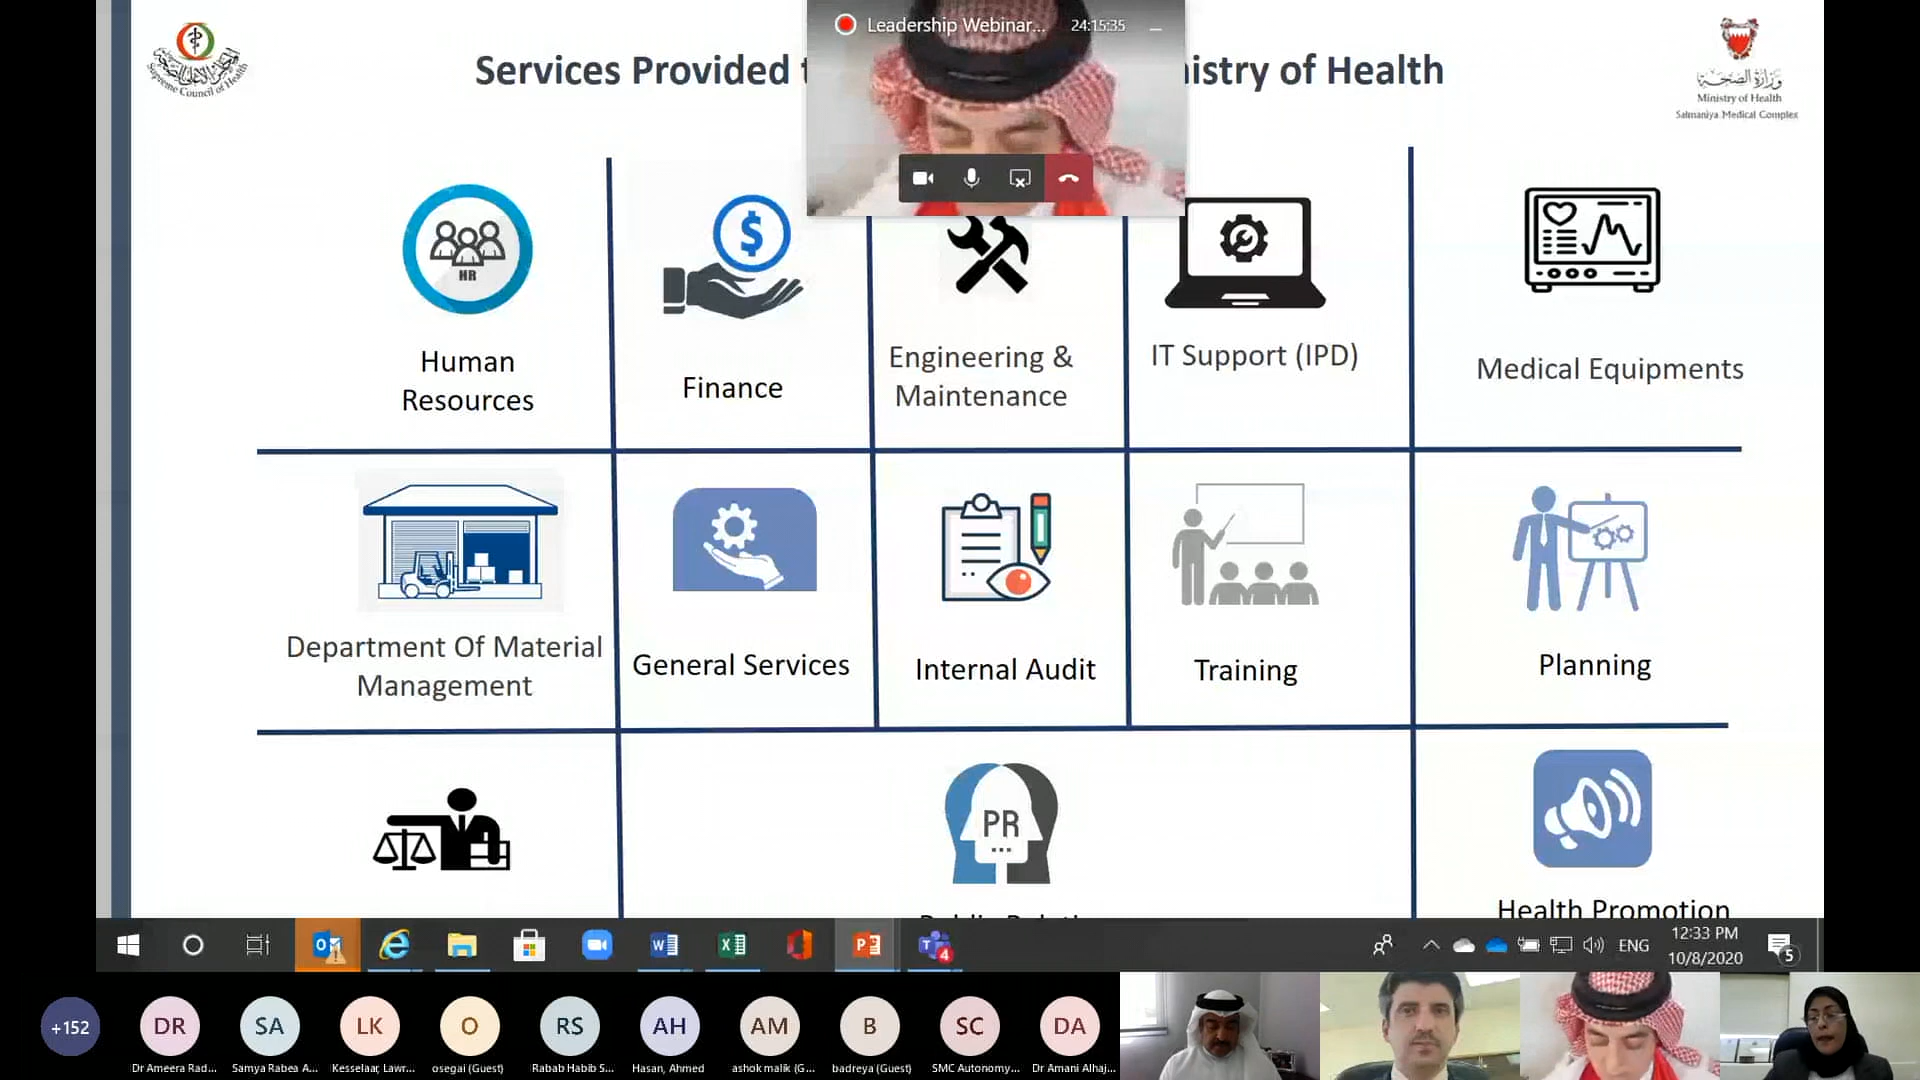 Leadership Webinar...
24:15:35
Supreme Council of Health
Services Provided
istry of Health
وزارة الصحة
Ministry of Health
Salmaniya Medical Complex
HR
$
Human
Resources
Finance
Engineering &
Maintenance
IT Support (IPD)
Medical Equipments
Department Of Material
Management
General Services
Internal Audit
Training
Planning
PR
...
Health Promotion
4
ENG
12:33 PM
10/8/2020
5
+152
DR
SA
LK
O
RS
AH
AM
B
SC
DA
Dr Ameera Rad...
Samya Rabea A...
Kesselaar, Lawr...
osegai (Guest)
Rabab Habib S...
Hasan, Ahmed
ashok malik (G...
badreya (Guest)
SMC Autonomy...
Dr Amani Alhaj...